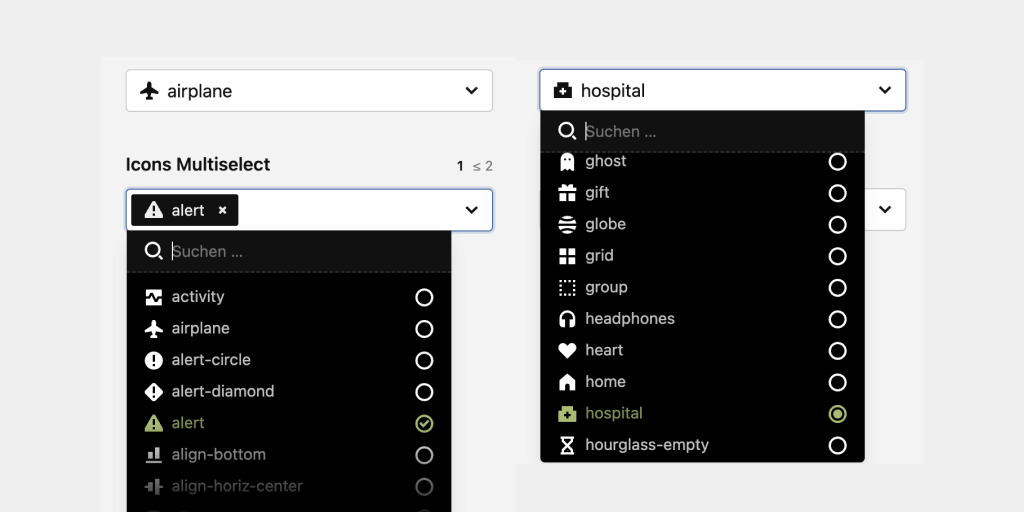 airplane
Icons Multiselect
1 ≤ 2
alert ×
Suchen ...
activity
airplane
alert-circle
alert-diamond
alert
align-bottom
align-horiz-center
hospital
Suchen ...
ghost
gift
globe
grid
group
headphones
heart
home
hospital
hourglass-empty